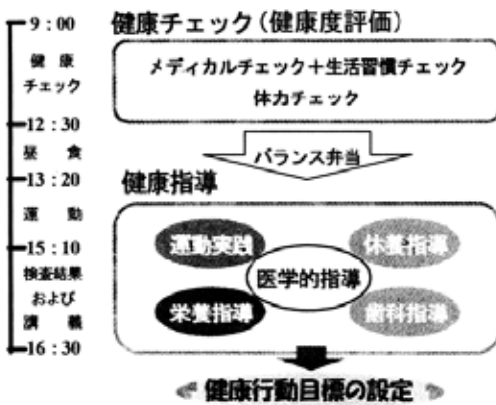 9:00
健康
チェック
12:30
昼食
13:20
運動
15:10
検査結果
および
講義
16:30
健康チェック(健康度評価)
メディカルチェック+生活習慣チェック
体力チェック
バランス弁当
健康指導
運動実践
休養指導
医学的指導
栄養指導
歯科指導
健康行動目標の設定